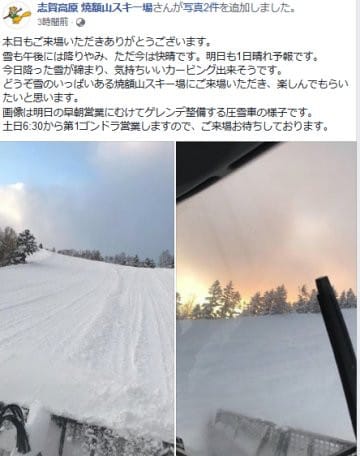 志賀高原 焼額山スキー場さんが写真2件を追加しました。
3時間前・
本日もご来場いただきありがとうございます。
雪も午後には降りやみ、ただ今は快晴です。明日も1日晴れ予報です。
今日降った雪が締まり、気持ちいいカービング出来そうです。
どうぞ雪のいっぱいある焼額山スキー場にご来場いただき、楽しんでもらい
たいと思います。
画像は明日の早朝営業にむけてゲレンデ整備する圧雪車の様子です。
土日6:30から第1ゴンドラ営業しますので、ご来場お待ちしております。